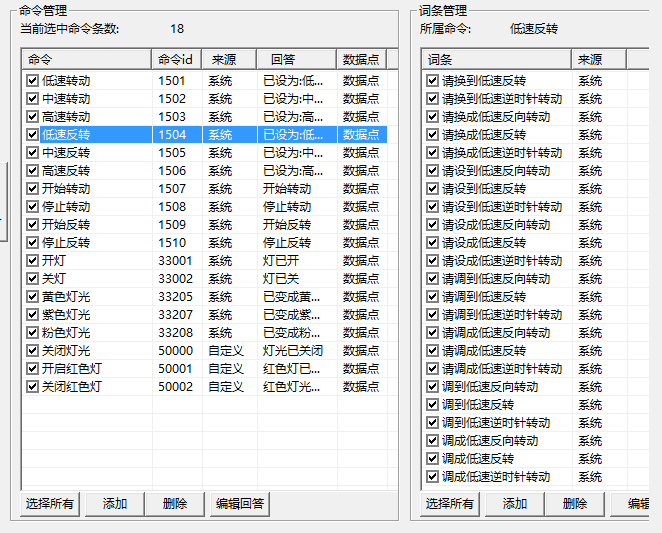 命令管理
当前选中命令条数: 18
命令 命令id 来源 回答 数据点
低速转动 1501 系统 已设为:低... 数据点
中速转动 1502 系统 已设为:中... 数据点
高速转动 1503 系统 已设为:高... 数据点
低速反转 1504 系统 已设为:低... 数据点
中速反转 1505 系统 已设为:中... 数据点
高速反转 1506 系统 已设为:高... 数据点
开始转动 1507 系统 开始转动 数据点
停止转动 1508 系统 停止转动 数据点
开始反转 1509 系统 开始反转 数据点
停止反转 1510 系统 停止反转 数据点
开灯 33001 系统 灯已开 数据点
关灯 33002 系统 灯已关 数据点
黄色灯光 33205 系统 已变成黄... 数据点
紫色灯光 33207 系统 已变成紫... 数据点
粉色灯光 33208 系统 已变成粉... 数据点
关闭灯光 50000 自定义 灯光已关闭 数据点
开启红色灯 50001 自定义 红色灯已... 数据点
关闭红色灯 50002 自定义 红色灯光... 数据点
选择所有 添加 删除 编辑回答
词条管理
所属命令: 低速反转
词条 来源
请换到低速反转 系统
请换到低速逆时针转动 系统
请换成低速反向转动 系统
请换成低速反转 系统
请换成低速逆时针转动 系统
请设到低速反向转动 系统
请设到低速反转 系统
请设到低速逆时针转动 系统
请设成低速反向转动 系统
请设成低速反转 系统
请设成低速逆时针转动 系统
请调到低速反向转动 系统
请调到低速反转 系统
请调到低速逆时针转动 系统
请调成低速反向转动 系统
请调成低速反转 系统
请调成低速逆时针转动 系统
调到低速反向转动 系统
调到低速反转 系统
调到低速逆时针转动 系统
调成低速反向转动 系统
调成低速反转 系统
调成低速逆时针转动 系统
选择所有 添加 删除 编辑